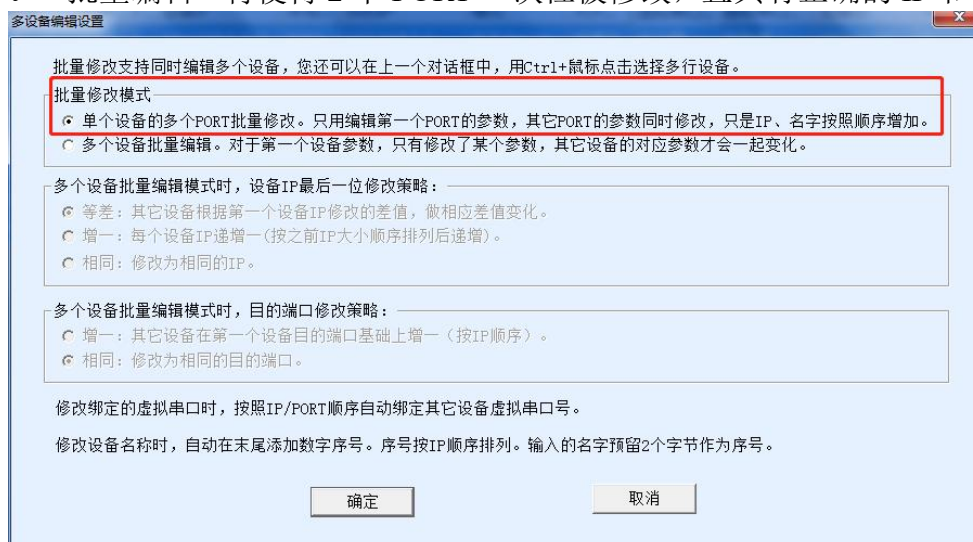 多设备编辑设置
批量修改支持同时编辑多个设备，您还可以在上一个对话框中，用Ctrl+鼠标点击选择多行设备。
批量修改模式
单个设备的多个PORT批量修改。只用编辑第一个PORT的参数，其它PORT的参数同时修改，只是IP、名字按照顺序增加。
多个设备批量编辑。对于第一个设备参数，只有修改了某个参数，其它设备的对应参数才会一起变化。
多个设备批量编辑模式时，设备IP最后一位修改策略：
等差：其它设备根据第一个设备IP修改的差值，做相应差值变化。
增一：每个设备IP递增一(按之前IP大小顺序排列后递增)。
相同：修改为相同的IP。
多个设备批量编辑模式时，目的端口修改策略：
增一：其它设备在第一个设备目的端口基础上增一（按IP顺序）。
相同：修改为相同的目的端口。
修改绑定的虚拟串口时，按照IP/PORT顺序自动绑定其它设备虚拟串口号。
修改设备名称时，自动在末尾添加数字序号。序号按IP顺序排列。输入的名字预留2个字节作为序号。
确定 取消